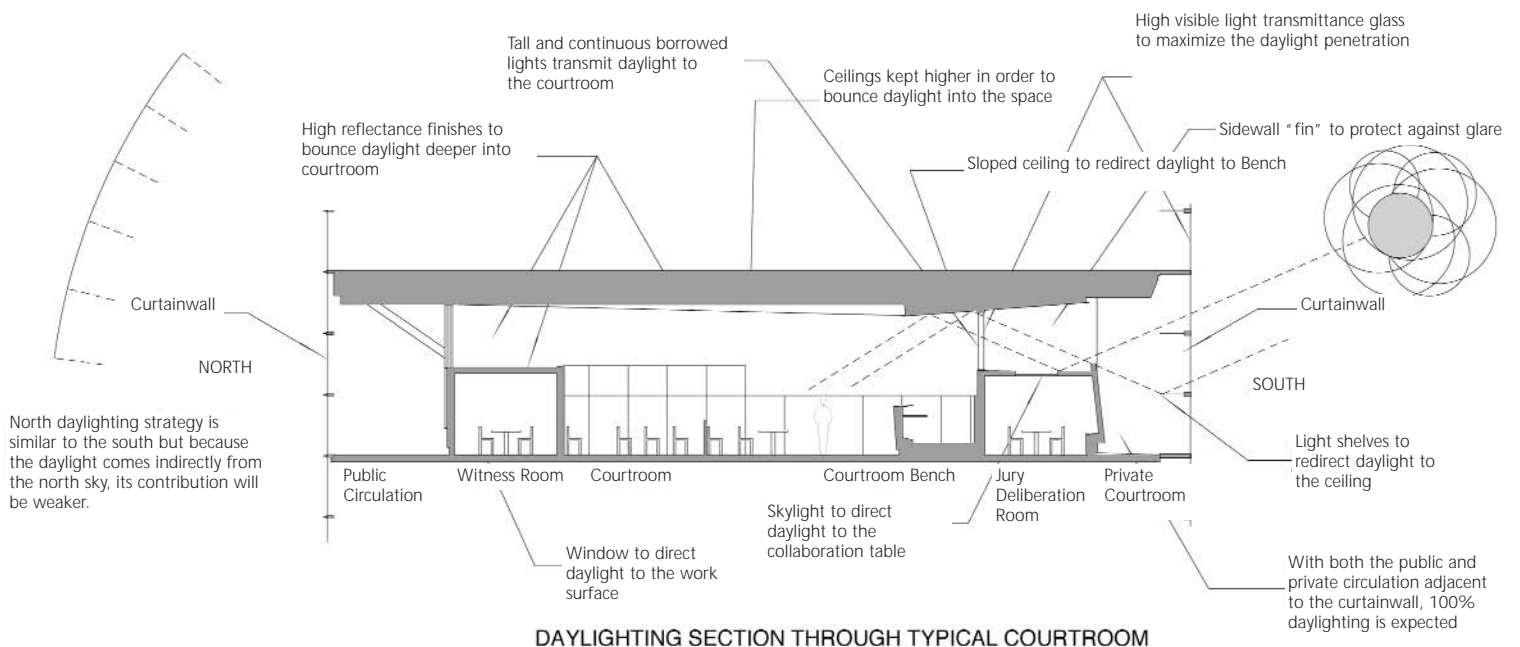 High visible light transmittance glass
to maximize the daylight penetration
Tall and continuous borrowed
lights transmit daylight to
the courtroom
Ceilings kept higher in order to
bounce daylight into the space
High reflectance finishes to
bounce daylight deeper into
courtroom
Sidewall "fin" to protect against glare
Sloped ceiling to redirect daylight to Bench
Curtainwall
Curtainwall
NORTH
SOUTH
North daylighting strategy is
similar to the south but because
the daylight comes indirectly from
the north sky, its contribution will
be weaker.
Light shelves to
redirect daylight to
the ceiling
Public
Circulation
Witness Room
Courtroom
Courtroom Bench
Jury
Deliberation
Room
Private
Courtroom
Skylight to direct
daylight to the
collaboration table
Window to direct
daylight to the work
surface
With both the public and
private circulation adjacent
to the curtainwall, 100%
daylighting is expected
DAYLIGHTING SECTION THROUGH TYPICAL COURTROOM